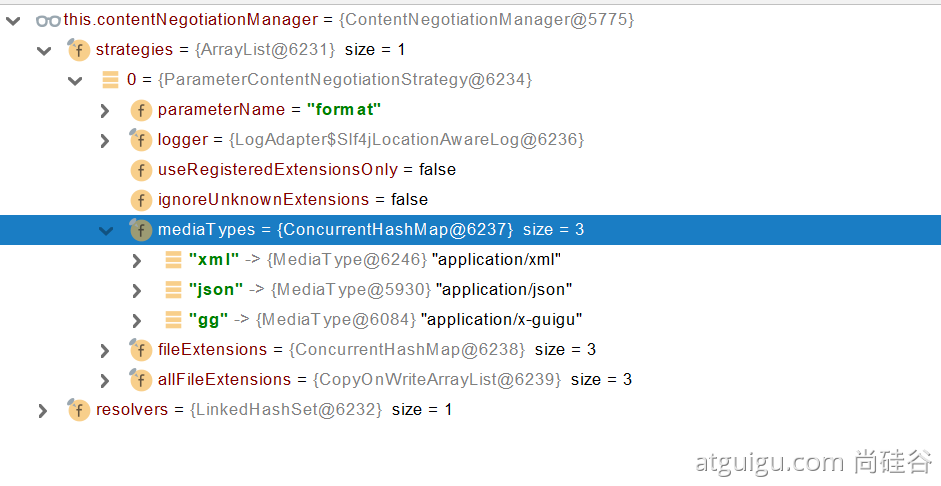 this.contentNegotiationManager = {ContentNegotiationManager@5775}
strategies = {ArrayList@6231} size = 1
0 = {ParameterContentNegotiationStrategy@6234}
parameterName = "format"
logger = {LogAdapter$Slf4jLocationAwareLog@6236}
useRegisteredExtensionsOnly = false
ignoreUnknownExtensions = false
mediaTypes = {ConcurrentHashMap@6237} size = 3
"xml" -> {MediaType@6246} "application/xml"
"json" -> {MediaType@5930} "application/json"
"gg" -> {MediaType@6084} "application/x-guigu"
fileExtensions = {ConcurrentHashMap@6238} size = 3
allFileExtensions = {CopyOnWriteArrayList@6239} size = 3
resolvers = {LinkedHashSet@6232} size = 1
atguigu.com 尚硅谷